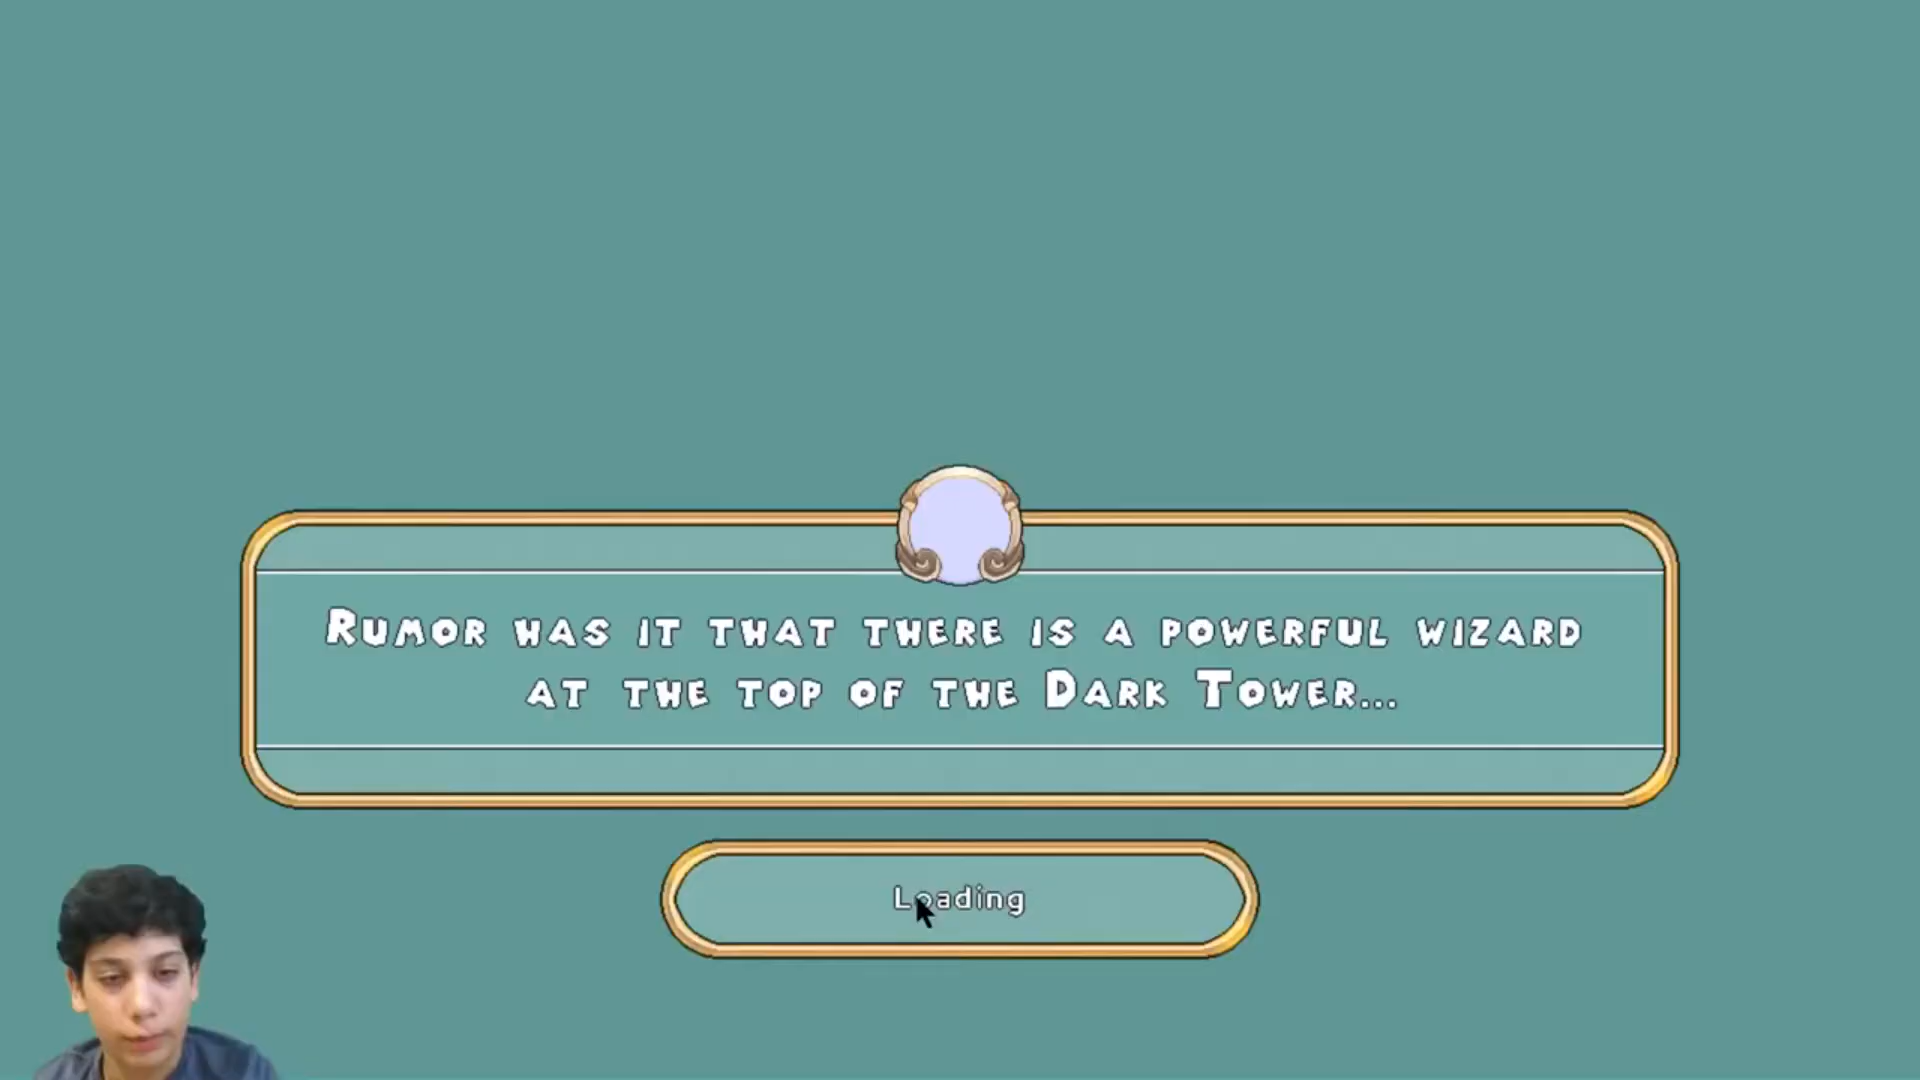 Rumor has it that there is a powerful wizard
at the top of the Dark Tower...
Loading